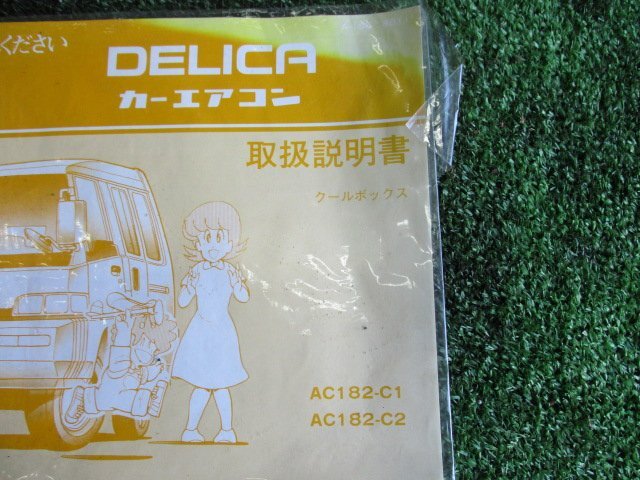 ください
DELICA
カーエアコン
取扱説明書
クールボックス
AC182-C1
AC182-C2